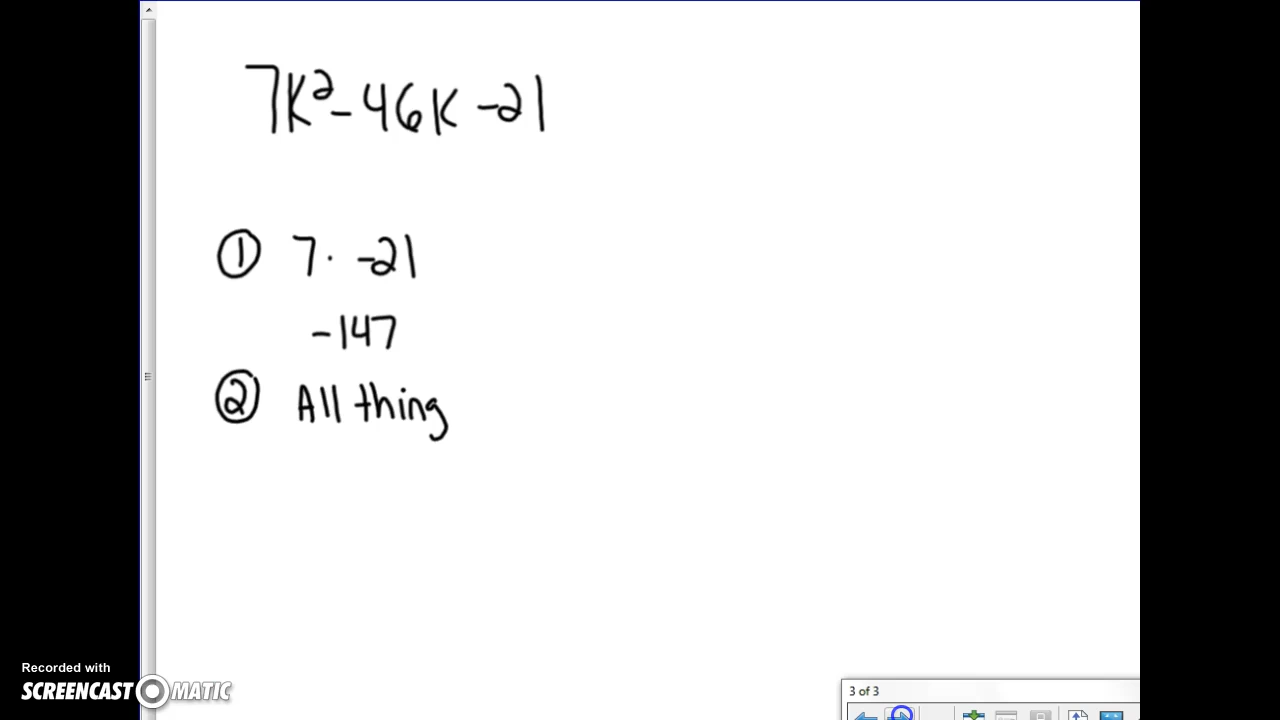 7k² - 46k - 21
① 7 · -21
-147
② All thing
Recorded with
SCREENCAST MATIC
3 of 3